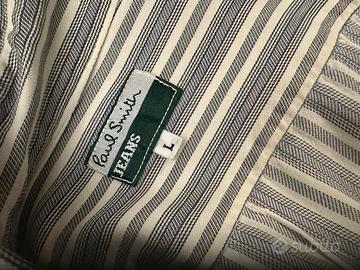 Paul Smith
JEANS
L
subito